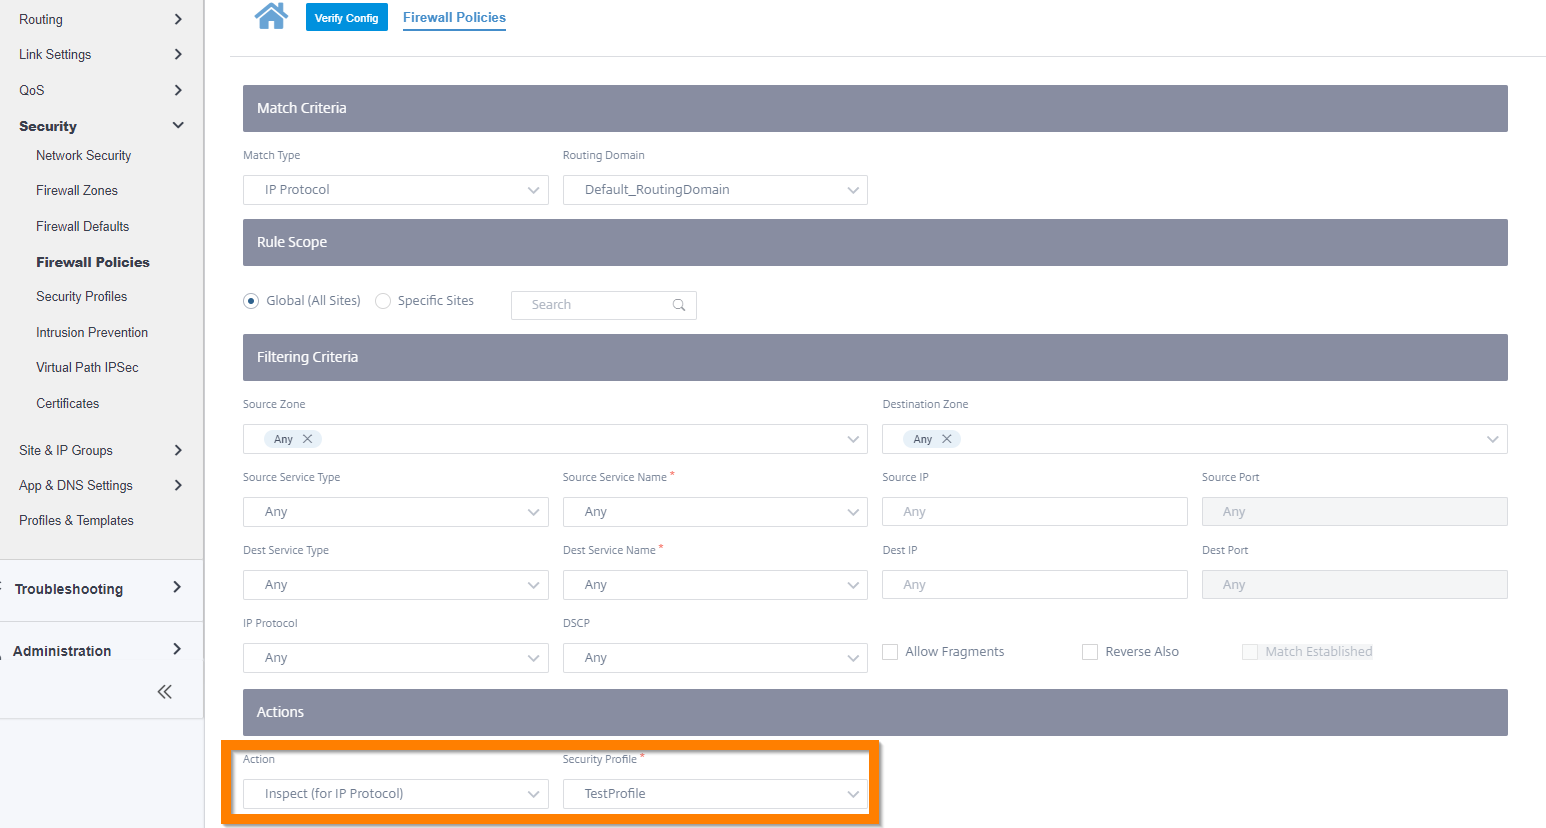 Routing
Link Settings
QoS
Security
Network Security
Firewall Zones
Firewall Defaults
Firewall Policies
Security Profiles
Intrusion Prevention
Virtual Path IPSec
Certificates
Site & IP Groups
App & DNS Settings
Profiles & Templates
Troubleshooting
Administration
Verify Config Firewall Policies
Match Criteria
Match Type Routing Domain
IP Protocol Default_RoutingDomain
Rule Scope
Global (All Sites) Specific Sites Search
Filtering Criteria
Source Zone Destination Zone
Any Any
Source Service Type Source Service Name * Source IP Source Port
Any Any Any Any
Dest Service Type Dest Service Name * Dest IP Dest Port
Any Any Any Any
IP Protocol DSCP
Any Any Allow Fragments Reverse Also Match Established
Actions
Action Security Profile *
Inspect (for IP Protocol) TestProfile